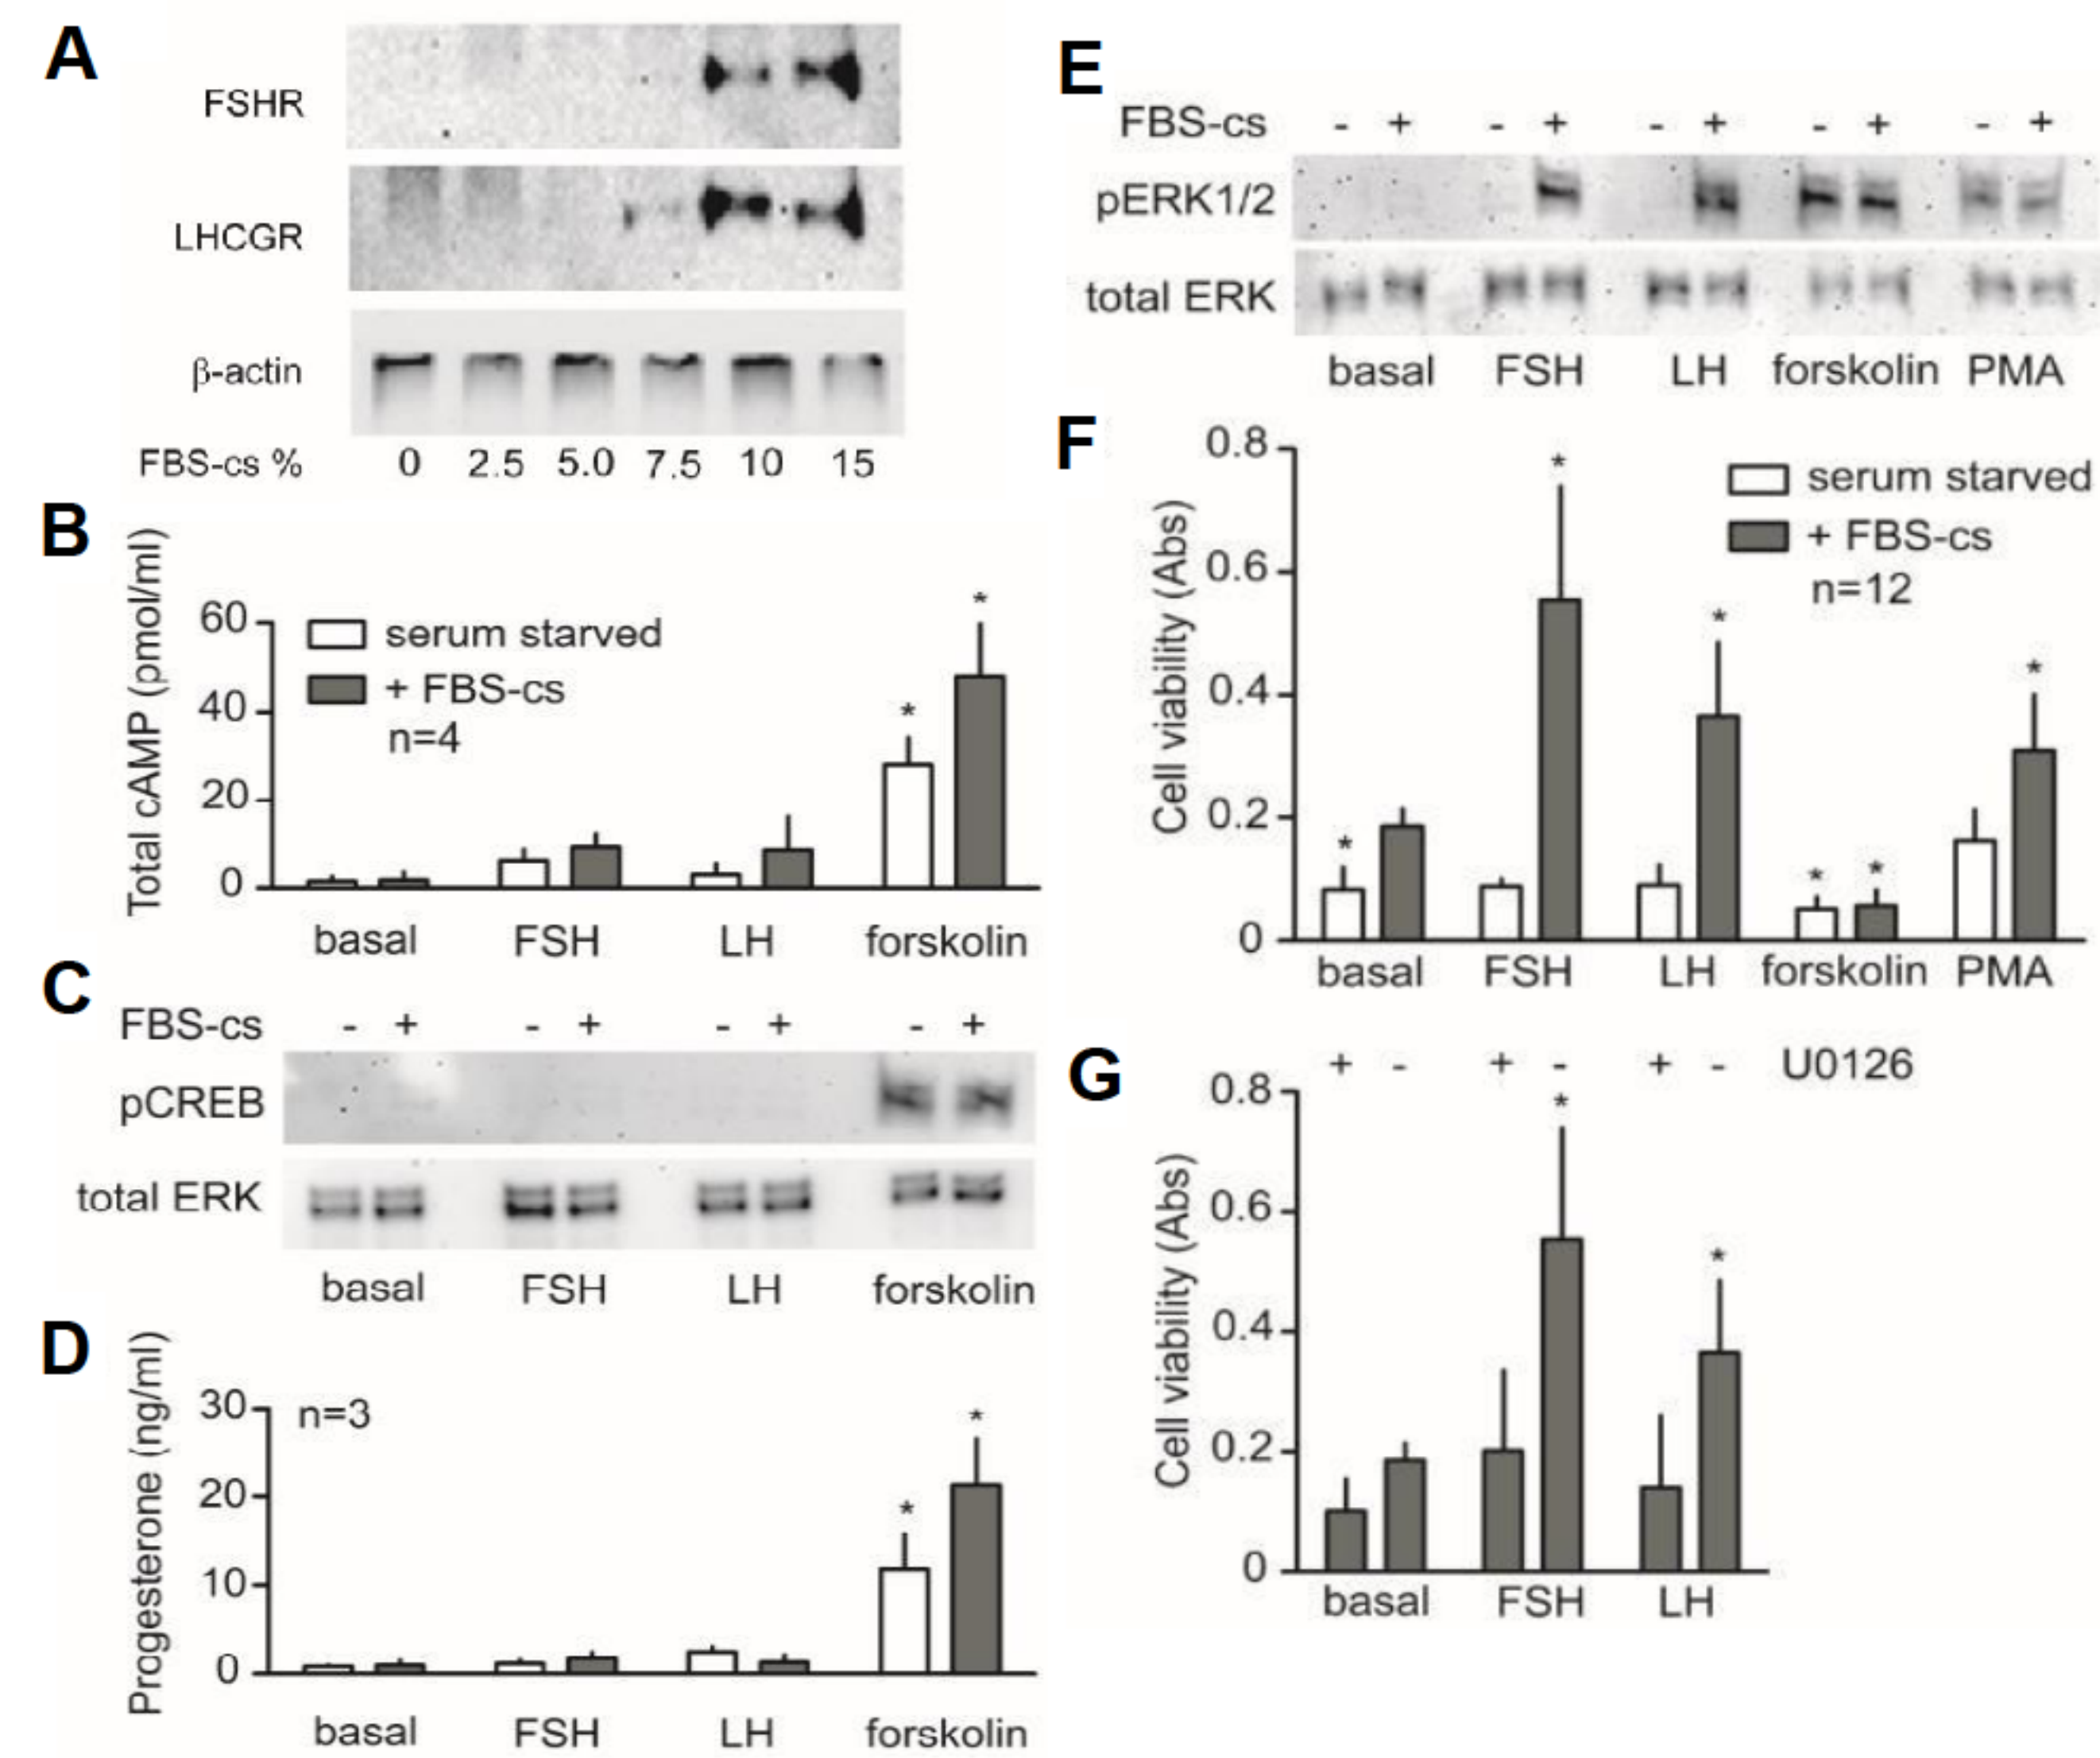 A
FSHR
LHCGR
β-actin
FBS-cs % 0 2.5 5.0 7.5 10 15
B
Total cAMP (pmol/ml)
60
40
20
0
serum starved
+ FBS-cs
n=4
*
*
basal FSH LH forskolin
C
FBS-cs - + - + - + - +
pCREB
total ERK
basal FSH LH forskolin
D
Progesterone (ng/ml)
30
20
10
0
n=3
*
*
basal FSH LH forskolin
E
FBS-cs - + - + - + - + - +
pERK1/2
total ERK
basal FSH LH forskolin PMA
F
Cell viability (Abs)
0.8
0.6
0.4
0.2
0
serum starved
+ FBS-cs
n=12
* * * * * *
basal FSH LH forskolin PMA
G
+ - + - + - U0126
Cell viability (Abs)
0.8
0.6
0.4
0.2
0
* *
basal FSH LH